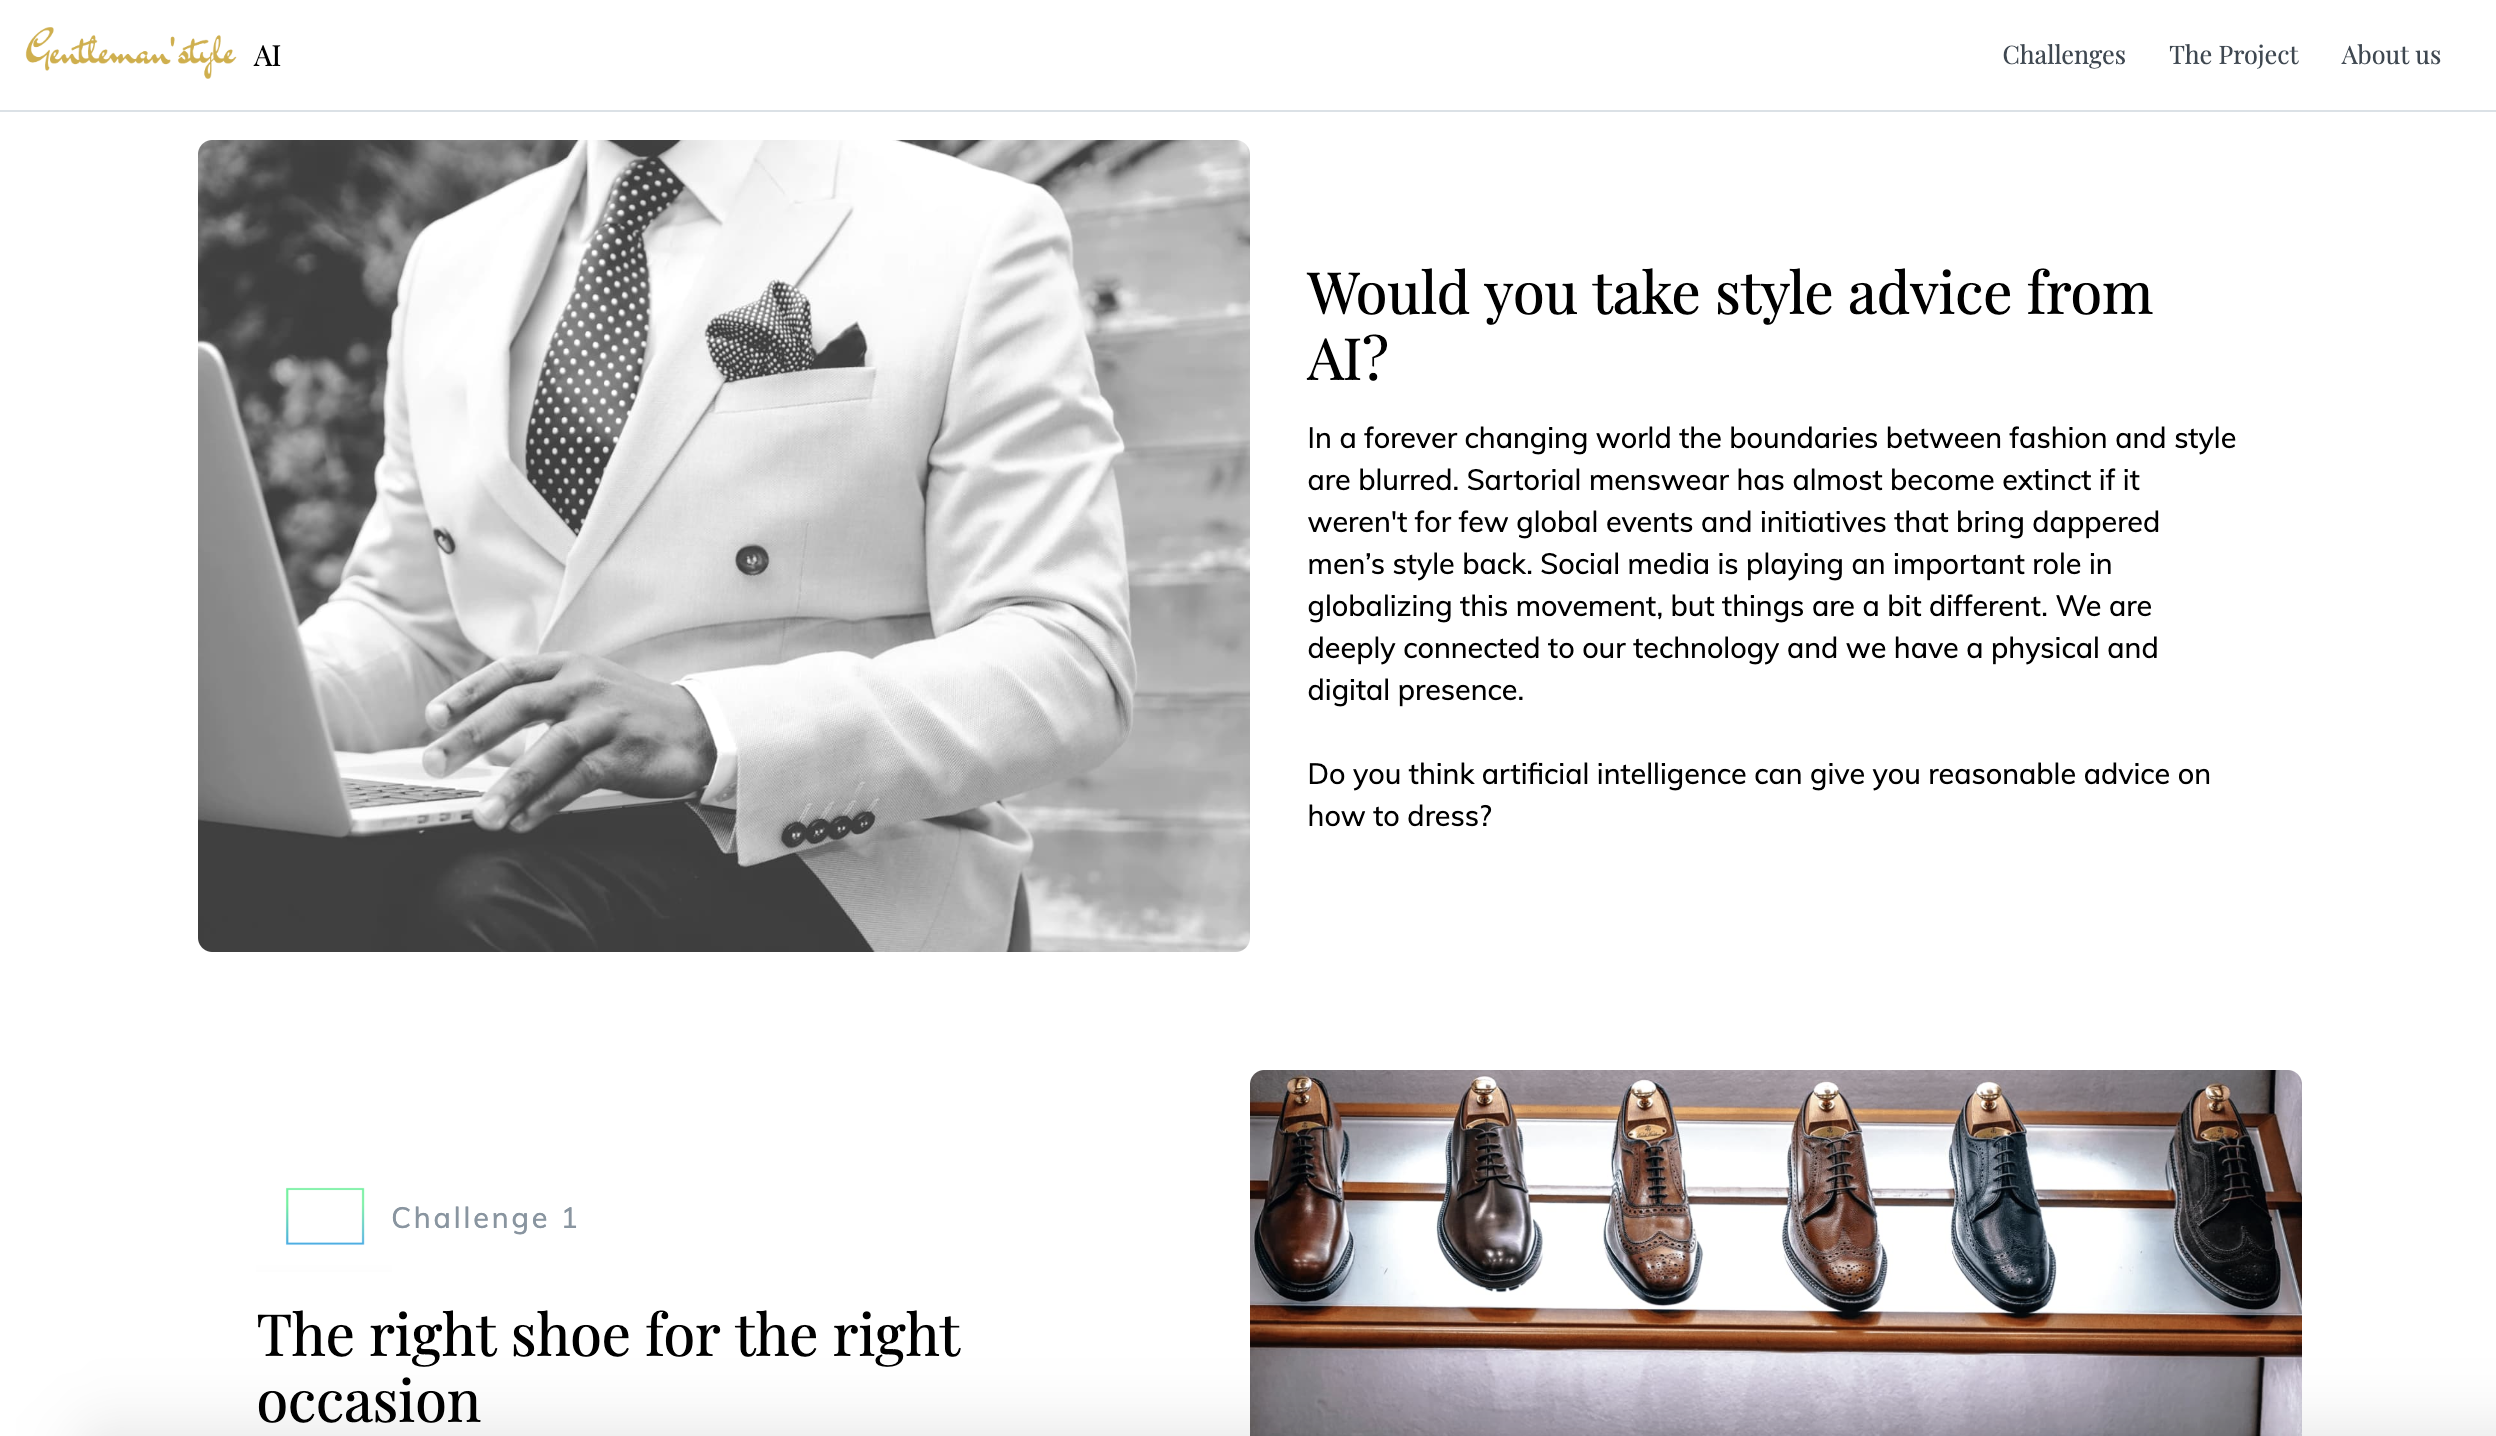 Gentleman'style AI
Challenges The Project About us
Would you take style advice from
AI?
In a forever changing world the boundaries between fashion and style
are blurred. Sartorial menswear has almost become extinct if it
weren't for few global events and initiatives that bring dappered
men’s style back. Social media is playing an important role in
globalizing this movement, but things are a bit different. We are
deeply connected to our technology and we have a physical and
digital presence.
Do you think artificial intelligence can give you reasonable advice on
how to dress?
Challenge 1
The right shoe for the right
occasion